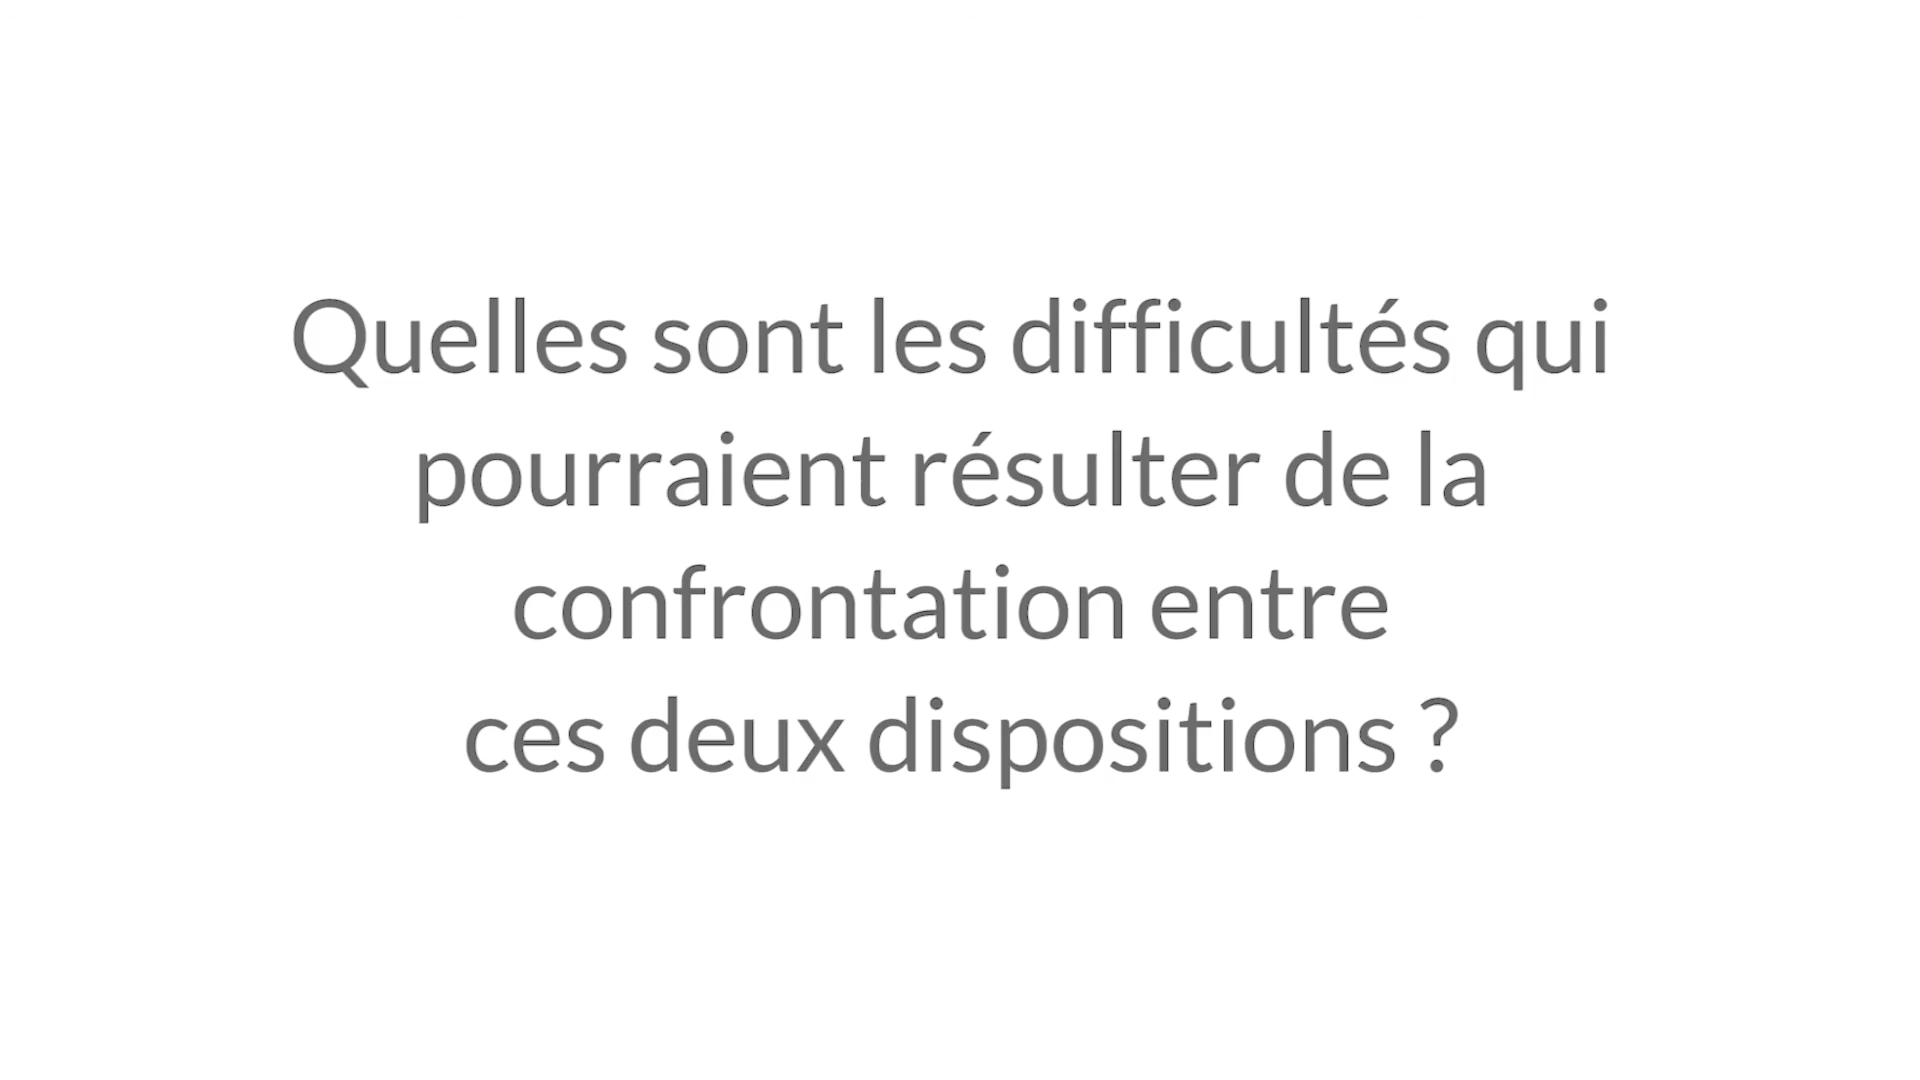 Quelles sont les difficultés qui
pourraient résulter de la
confrontation entre
ces deux dispositions ?